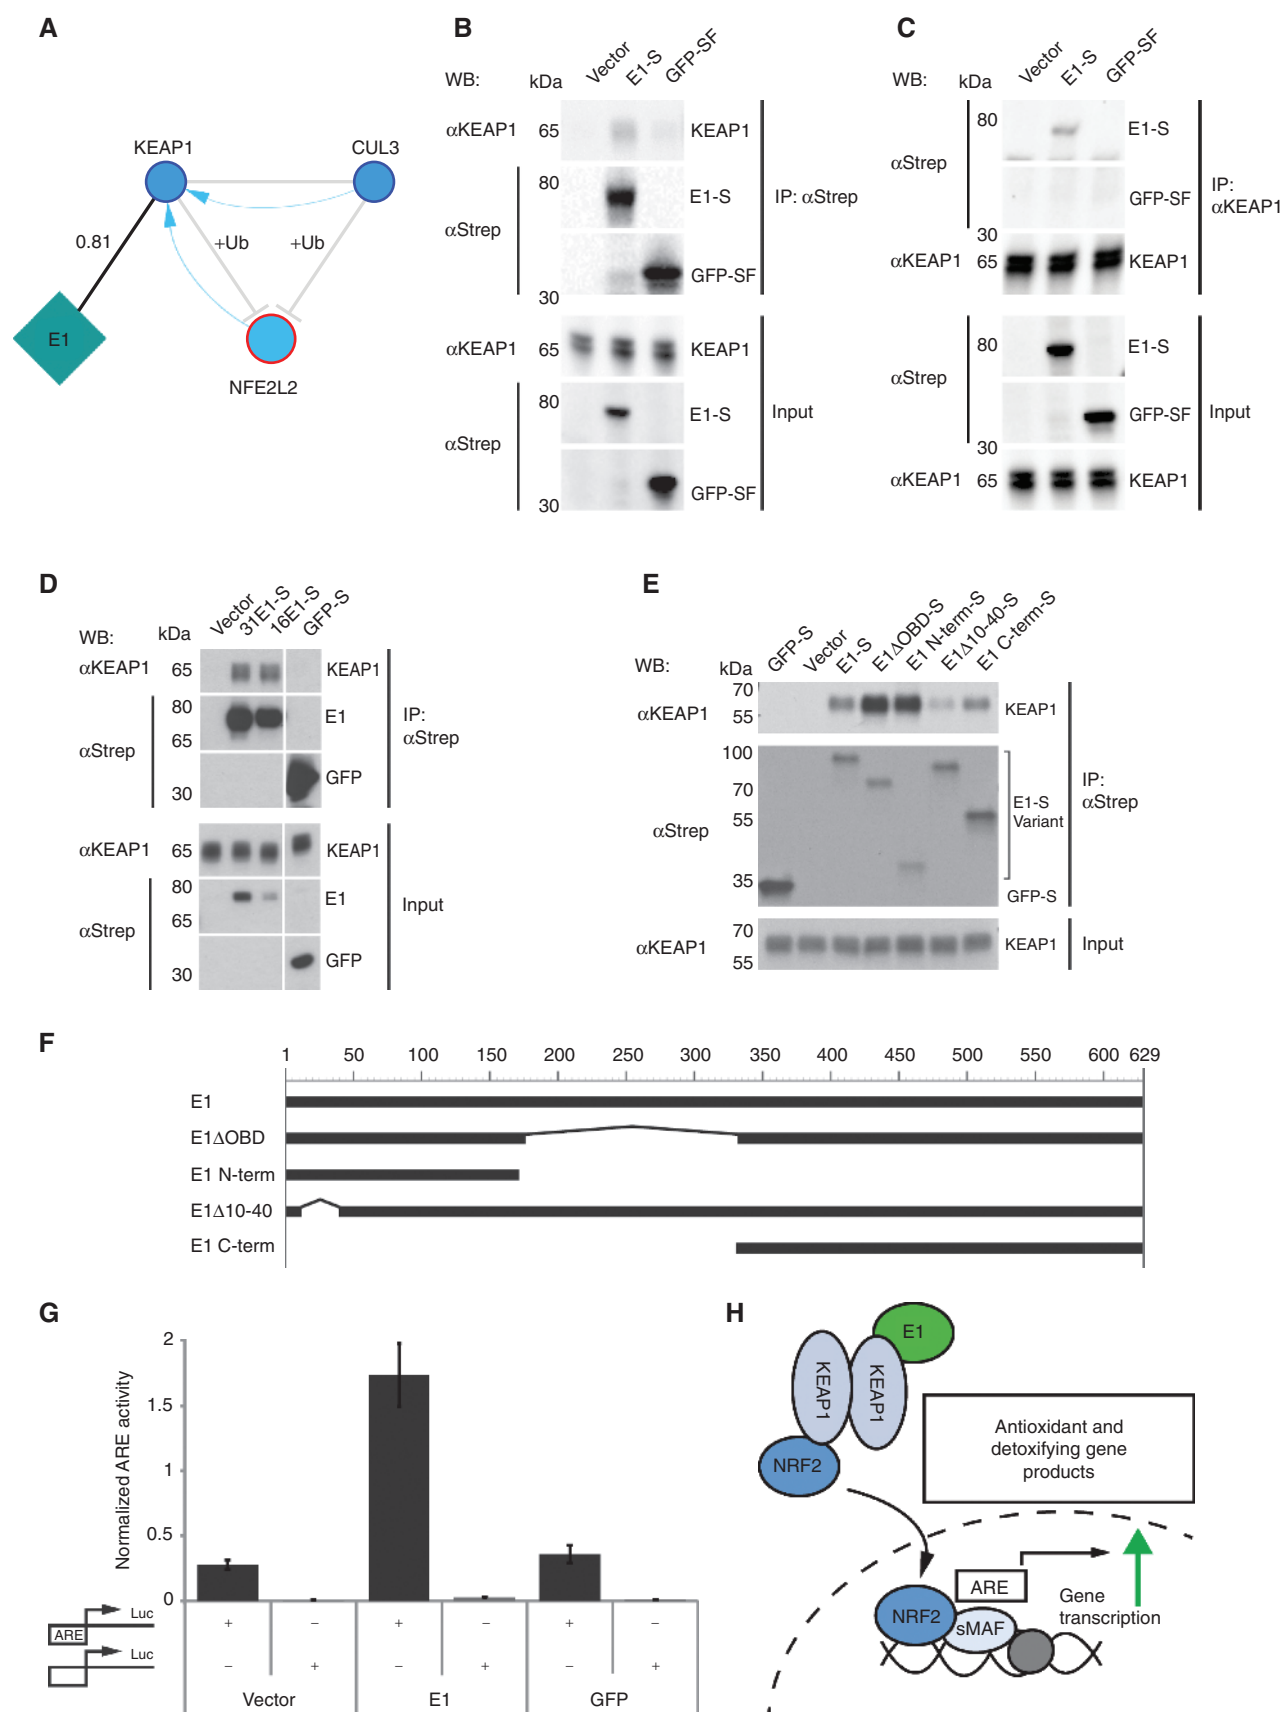 A
KEAP1
CUL3
0.81
+Ub
+Ub
E1
NFE2L2
B
Vector
E1-S
GFP-SF
WB:
kDa
αKEAP1
65
KEAP1
80
E1-S
αStrep
GFP-SF
30
IP: αStrep
αKEAP1
65
KEAP1
80
E1-S
αStrep
GFP-SF
30
Input
C
Vector
E1-S
GFP-SF
WB:
kDa
80
E1-S
αStrep
GFP-SF
30
αKEAP1
65
KEAP1
IP:
αKEAP1
80
E1-S
αStrep
GFP-SF
30
αKEAP1
65
KEAP1
Input
D
Vector
31E1-S
16E1-S
GFP-S
WB:
kDa
αKEAP1
65
KEAP1
80
E1
65
αStrep
GFP
30
IP:
αStrep
αKEAP1
65
KEAP1
80
E1
65
αStrep
GFP
30
Input
E
GFP-S
Vector
E1-S
E1ΔOBD-S
E1 N-term-S
E1Δ10-40-S
E1 C-term-S
WB:
kDa
70
αKEAP1
55
KEAP1
100
70
55
αStrep
35
E1-S
Variant
GFP-S
IP:
αStrep
70
αKEAP1
55
KEAP1
Input
F
1 50 100 150 200 250 300 350 400 450 500 550 600 629
E1
E1ΔOBD
E1 N-term
E1Δ10-40
E1 C-term
G
Normalized ARE activity
2
1.5
1
0.5
0
Luc
ARE
+ − + − + −
Luc
− + − + − +
Vector E1 GFP
H
E1
KEAP1
KEAP1
NRF2
Antioxidant and
detoxifying gene
products
ARE
NRF2
sMAF
Gene
transcription